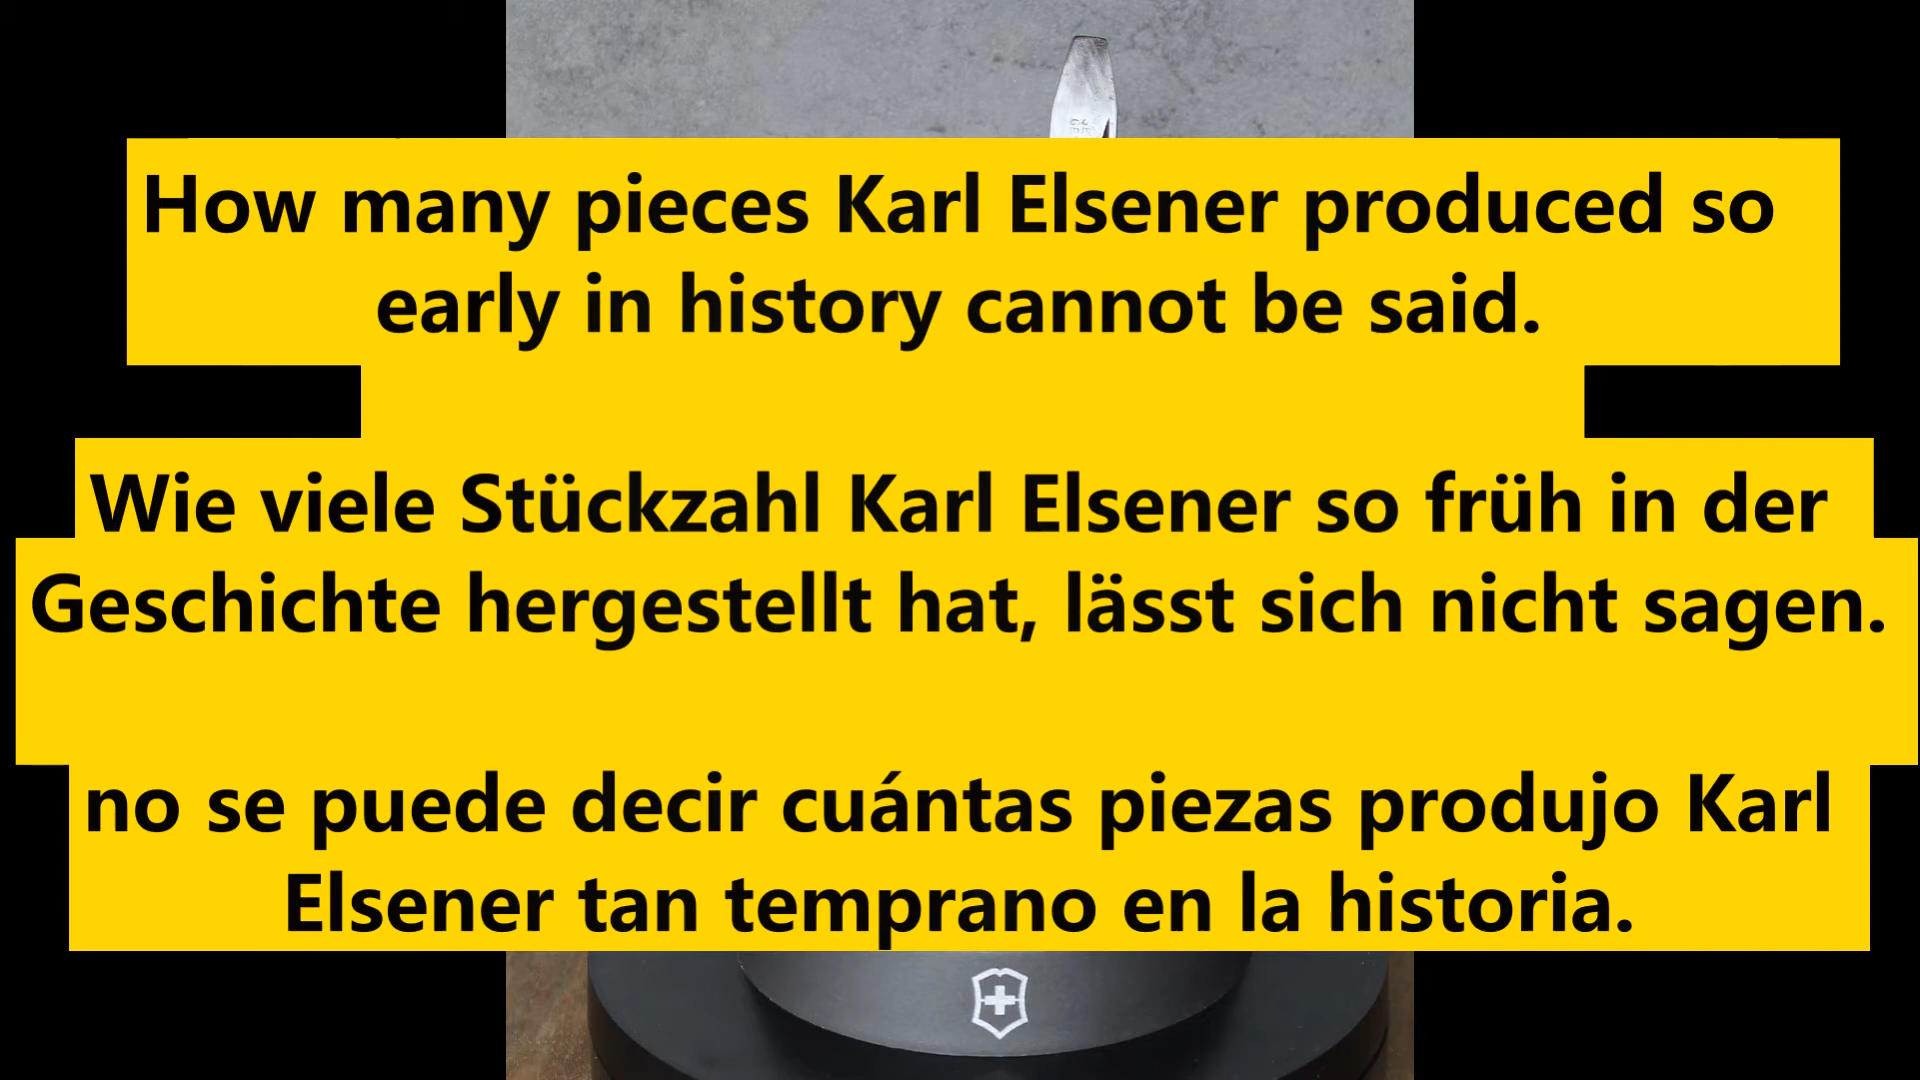 How many pieces Karl Elsener produced so
early in history cannot be said.
Wie viele Stückzahl Karl Elsener so früh in der
Geschichte hergestellt hat, lässt sich nicht sagen.
no se puede decir cuántas piezas produjo Karl
Elsener tan temprano en la historia.